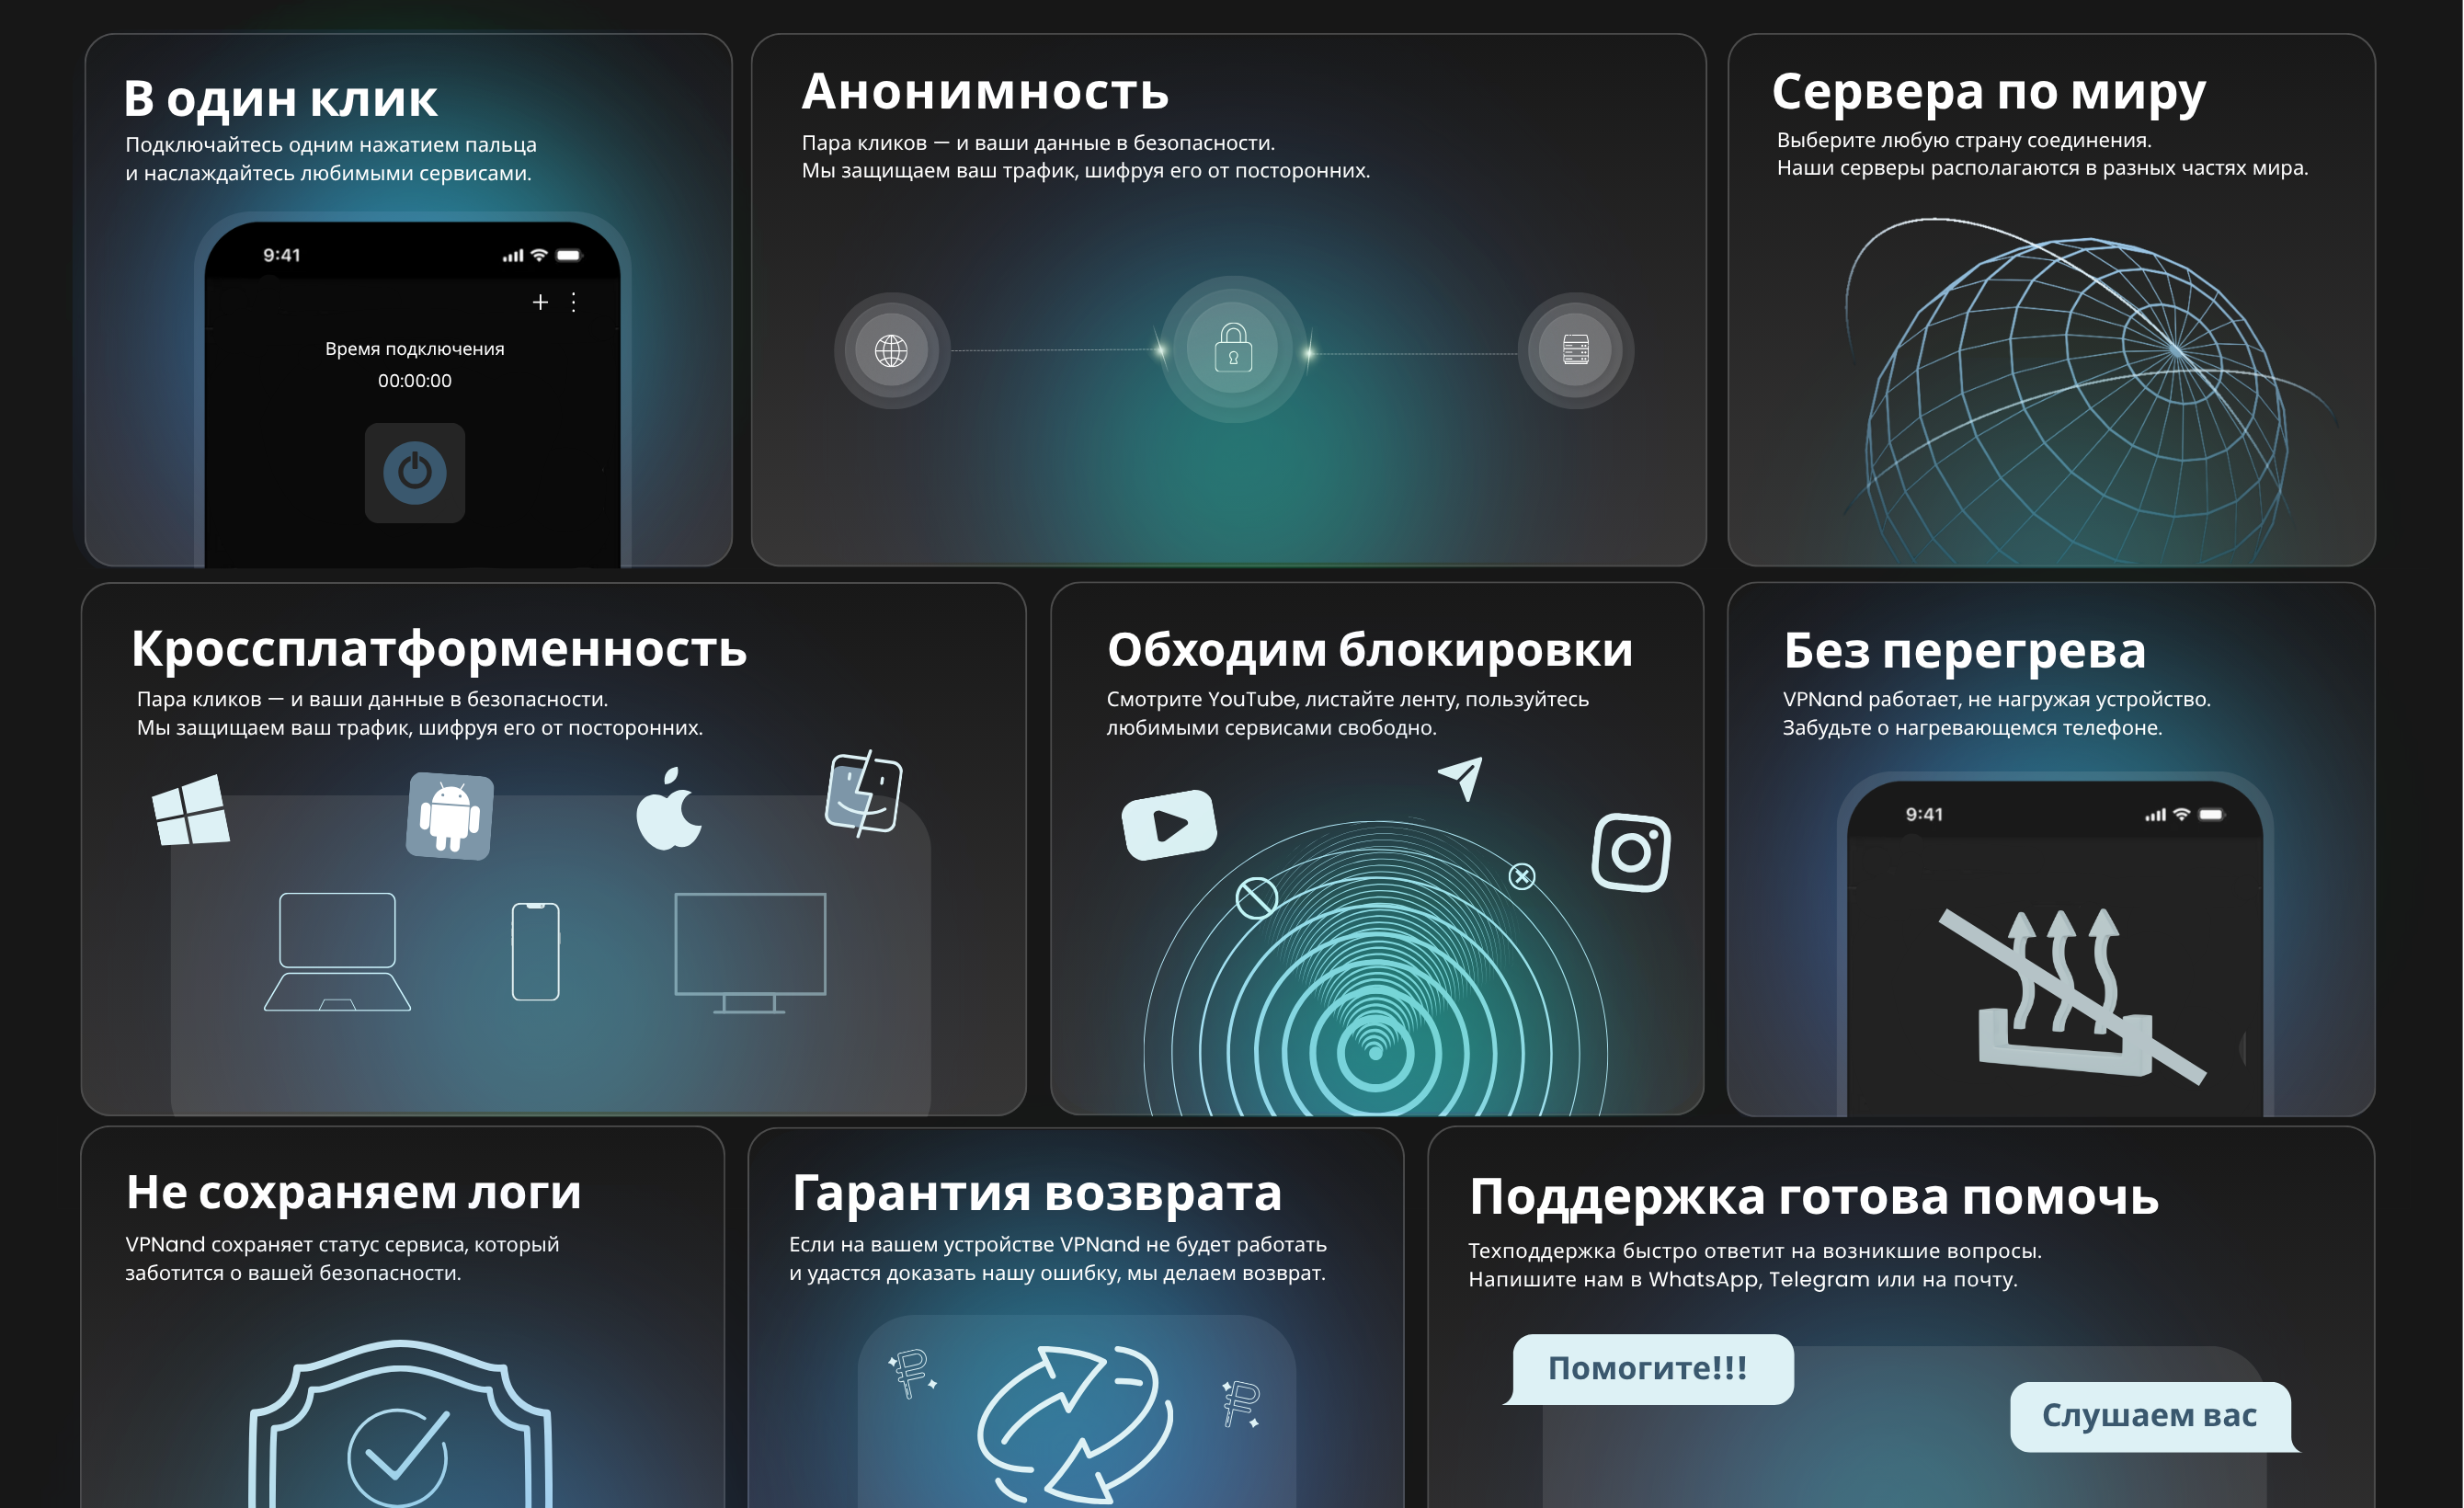 В один клик
Подключайтесь одним нажатием пальца
и наслаждайтесь любимыми сервисами.
9:41
Время подключения
00:00:00
Анонимность
Пара кликов — и ваши данные в безопасности.
Мы защищаем ваш трафик, шифруя его от посторонних.
Сервера по миру
Выберите любую страну соединения.
Наши серверы располагаются в разных частях мира.
Кроссплатформенность
Пара кликов — и ваши данные в безопасности.
Мы защищаем ваш трафик, шифруя его от посторонних.
Обходим блокировки
Смотрите YouTube, листайте ленту, пользуйтесь
любимыми сервисами свободно.
Без перегрева
VPNand работает, не нагружая устройство.
Забудьте о нагревающемся телефоне.
9:41
Не сохраняем логи
VPNand сохраняет статус сервиса, который
заботится о вашей безопасности.
Гарантия возврата
Если на вашем устройстве VPNand не будет работать
и удастся доказать нашу ошибку, мы делаем возврат.
Поддержка готова помочь
Техподдержка быстро ответит на возникшие вопросы.
Напишите нам в WhatsApp, Telegram или на почту.
Помогите!!!
Слушаем вас